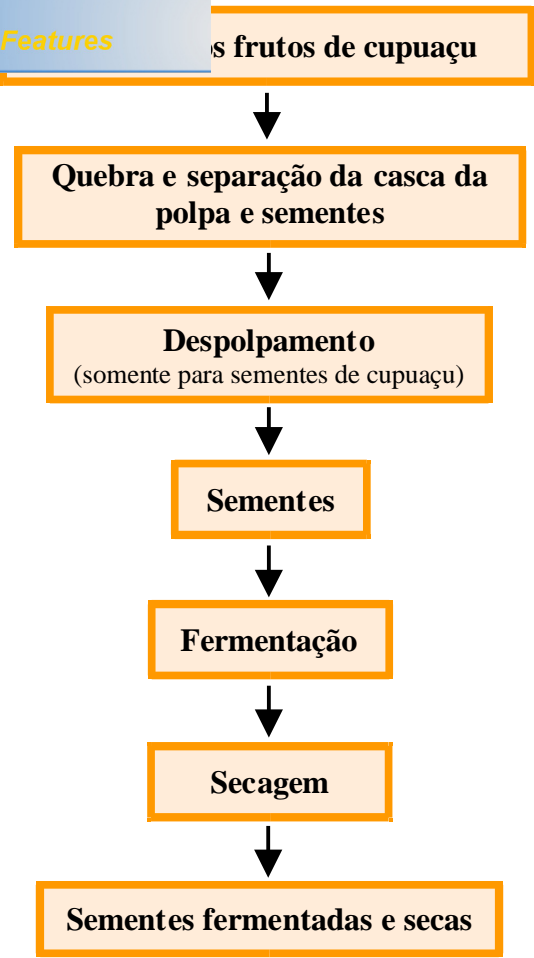 Features
s frutos de cupuaçu
Quebra e separação da casca da
polpa e sementes
Despolpamento
(somente para sementes de cupuaçu)
Sementes
Fermentação
Secagem
Sementes fermentadas e secas